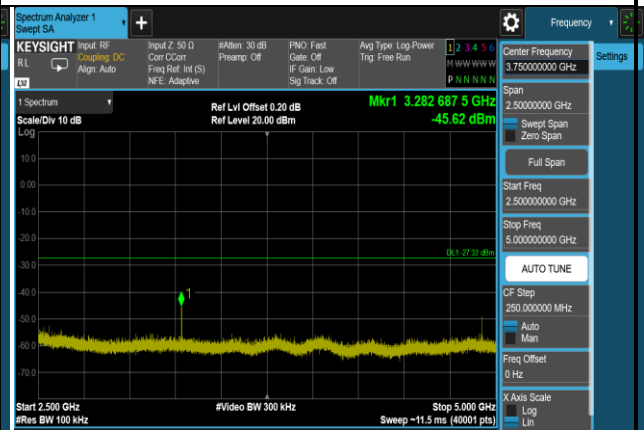 Spectrum Analyzer 1
Swept SA
+
Frequency
KEYSIGHT
RL
LXI
Input: RF
Coupling: DC
Align: Auto
Input Z: 50 Ω
Corr CCorr
Freq Ref: Int (S)
NFE: Adaptive
#Atten: 30 dB
Preamp: Off
PNO: Fast
Gate: Off
IF Gain: Low
Sig Track: Off
Avg Type: Log-Power
Trig: Free Run
1 2 3 4 5 6
M W W W W W
P N N N N N
1 Spectrum
Scale/Div 10 dB
Log
Ref Lvl Offset 0.20 dB
Ref Level 20.00 dBm
Mkr1 3.282 687 5 GHz
-45.62 dBm
10.0
0.00
-10.0
-20.0
-30.0
-40.0
-50.0
-60.0
-70.0
DL1 -27.33 dBm
1
Start 2.500 GHz
#Res BW 100 kHz
#Video BW 300 kHz
Stop 5.000 GHz
Sweep ~11.5 ms (40001 pts)
Center Frequency
3.750000000 GHz
Span
2.50000000 GHz
Swept Span
Zero Span
Full Span
Start Freq
2.500000000 GHz
Stop Freq
5.000000000 GHz
AUTO TUNE
CF Step
250.000000 MHz
Auto
Man
Freq Offset
0 Hz
X Axis Scale
Log
Lin
Settings